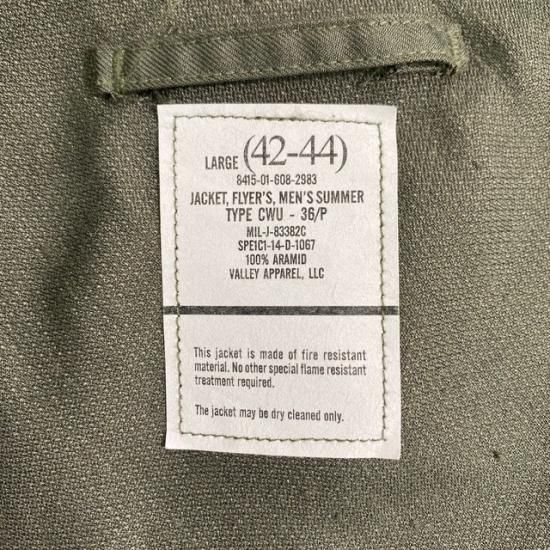 LARGE (42-44)
8415-01-608-2983
JACKET, FLYER'S, MEN'S SUMMER
TYPE CWU - 36/P
MIL-J-83382C
SPE1C1-14-D-1067
100% ARAMID
VALLEY APPAREL, LLC
This jacket is made of fire resistant
material. No other special flame resistant
treatment required.
The jacket may be dry cleaned only.